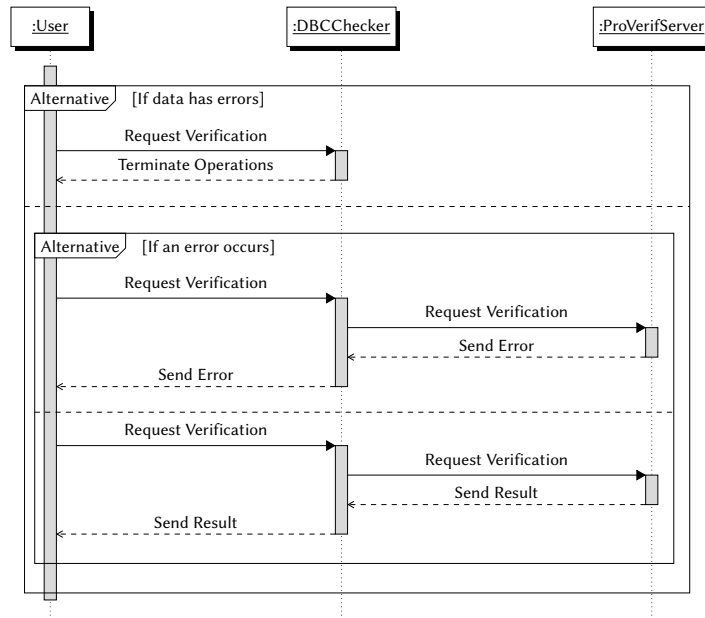 :User
:DBCChecker
:ProVerifServer
Alternative
[If data has errors]
Request Verification
Terminate Operations
Alternative
[If an error occurs]
Request Verification
Request Verification
Send Error
Send Error
Request Verification
Request Verification
Send Result
Send Result